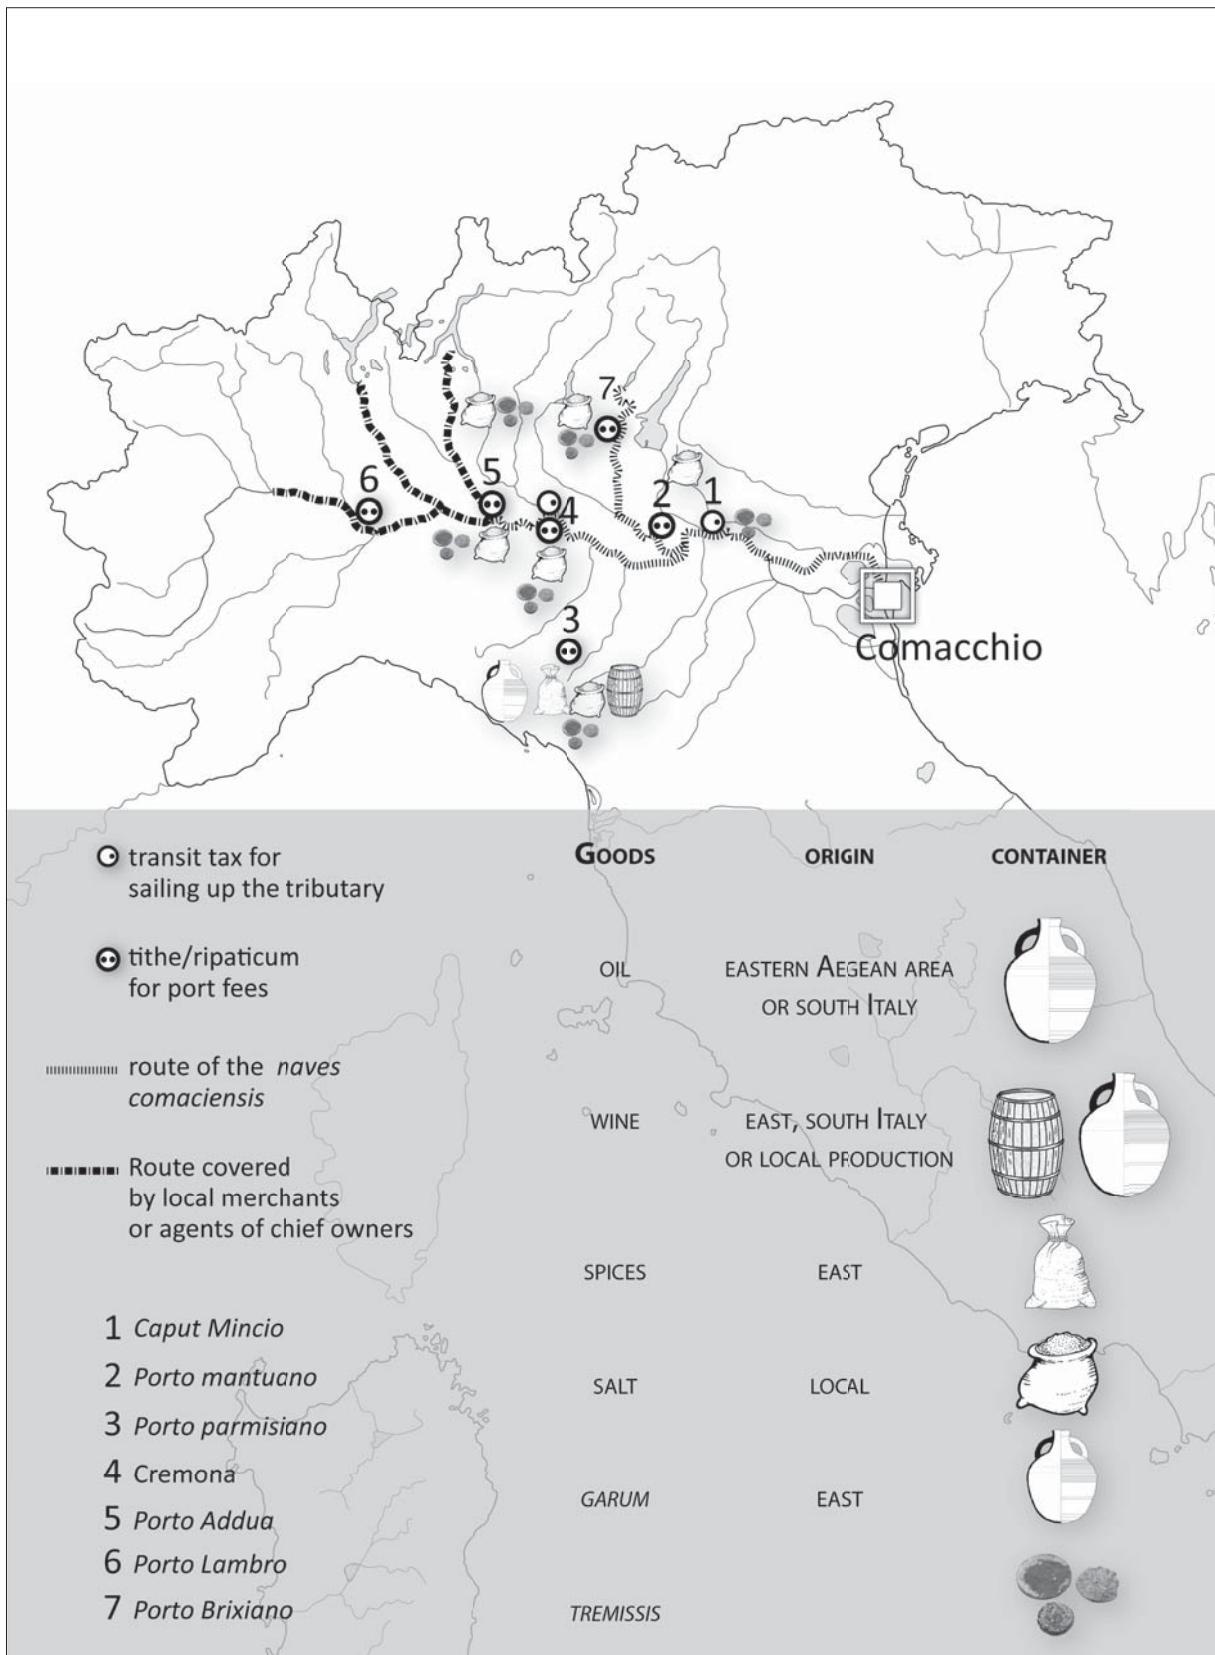 7
6
5
4
2
1
3
Comacchio
transit tax for
sailing up the tributary
tithe/ripaticum
for port fees
route of the naves
comaciensis
Route covered
by local merchants
or agents of chief owners
1 Caput Mincio
2 Porto mantuano
3 Porto parmisiano
4 Cremona
5 Porto Addua
6 Porto Lambro
7 Porto Brixiano
GOODS ORIGIN CONTAINER
OIL EASTERN AEGEAN AREA
OR SOUTH ITALY
WINE EAST, SOUTH ITALY
OR LOCAL PRODUCTION
SPICES EAST
SALT LOCAL
GARUM EAST
TREMISSIS